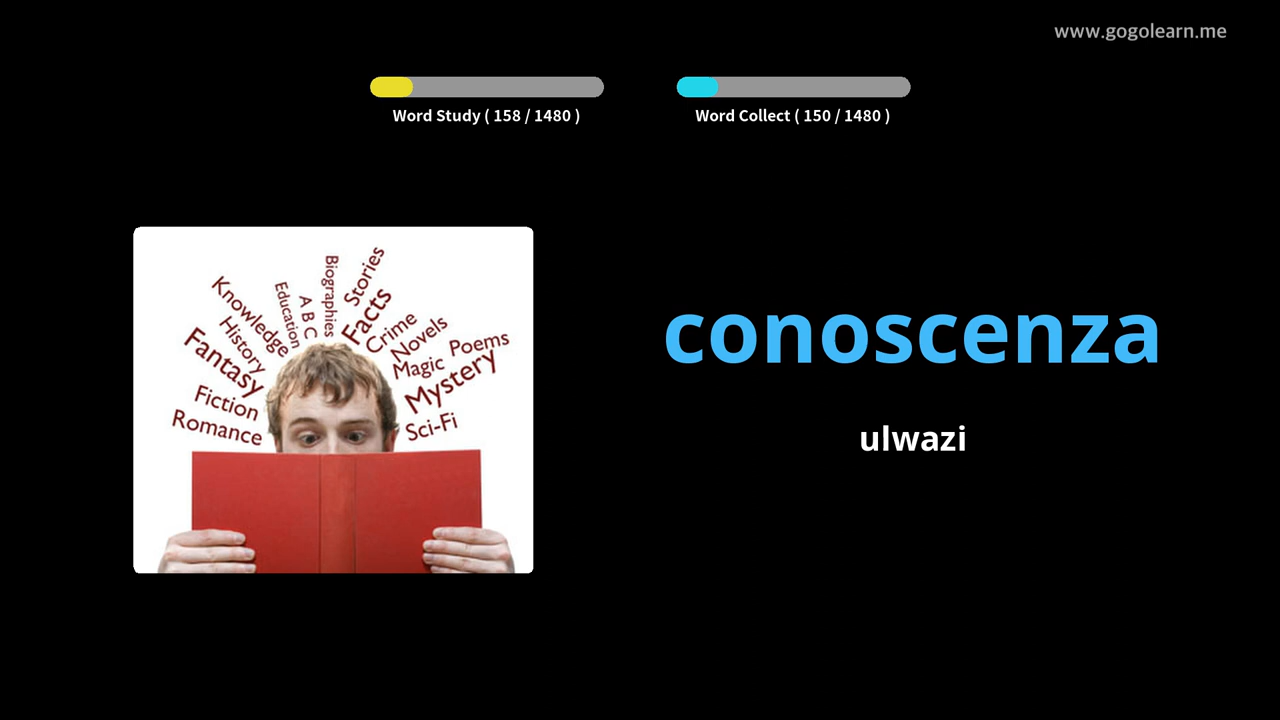 www.gogolearn.me
Word Study ( 158 / 1480 )
Word Collect ( 150 / 1480 )
Knowledge
History
Fantasy
Fiction
Romance
Education
A B C
Biographies
Stories
Facts
Crime
Novels
Magic
Poems
Mystery
Sci-Fi
conoscenza
ulwazi